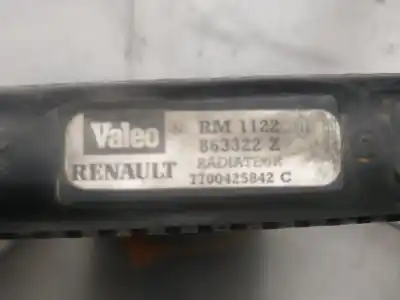 Valeo RM 1122
863322 Z
RENAULT RADIATEUR
7700425842 C